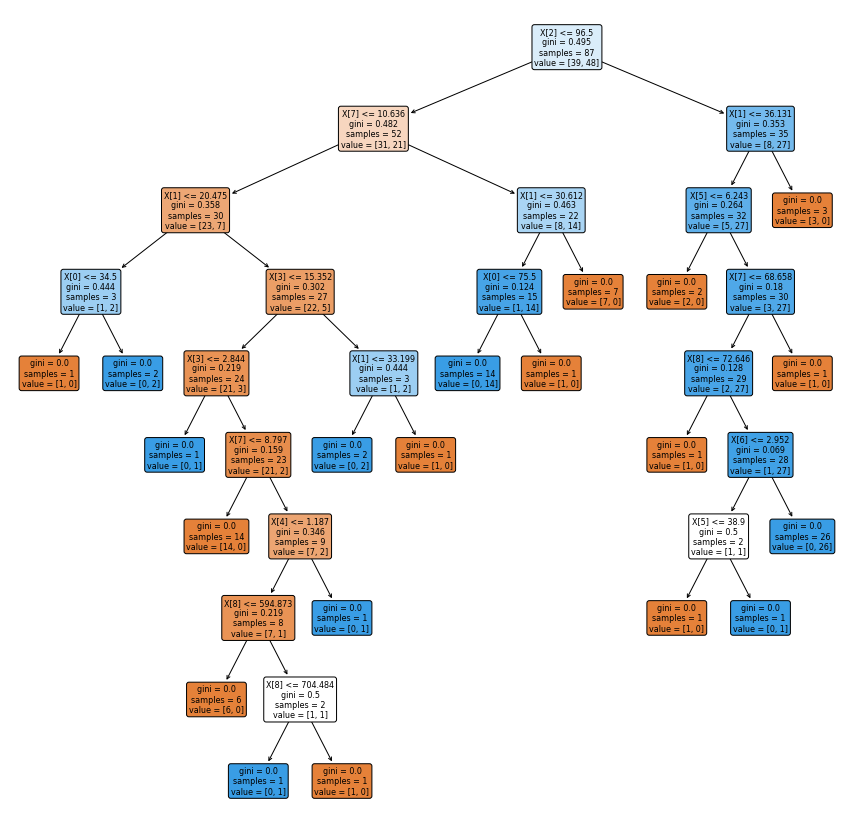 X[2] <= 96.5
gini = 0.495
samples = 87
value = [39, 48]
X[7] <= 10.636
gini = 0.482
samples = 52
value = [31, 21]
X[1] <= 36.131
gini = 0.353
samples = 35
value = [8, 27]
X[1] <= 20.475
gini = 0.358
samples = 30
value = [23, 7]
X[1] <= 30.612
gini = 0.463
samples = 22
value = [8, 14]
X[5] <= 6.243
gini = 0.264
samples = 32
value = [5, 27]
gini = 0.0
samples = 3
value = [3, 0]
X[0] <= 34.5
gini = 0.444
samples = 3
value = [1, 2]
X[3] <= 15.352
gini = 0.302
samples = 27
value = [22, 5]
X[0] <= 75.5
gini = 0.124
samples = 15
value = [1, 14]
gini = 0.0
samples = 7
value = [7, 0]
gini = 0.0
samples = 2
value = [2, 0]
X[7] <= 68.658
gini = 0.18
samples = 30
value = [3, 27]
gini = 0.0
samples = 1
value = [1, 0]
gini = 0.0
samples = 2
value = [0, 2]
X[3] <= 2.844
gini = 0.219
samples = 24
value = [21, 3]
X[1] <= 33.199
gini = 0.444
samples = 3
value = [1, 2]
gini = 0.0
samples = 14
value = [0, 14]
gini = 0.0
samples = 1
value = [1, 0]
X[8] <= 72.646
gini = 0.128
samples = 29
value = [2, 27]
gini = 0.0
samples = 1
value = [1, 0]
gini = 0.0
samples = 1
value = [0, 1]
X[7] <= 8.797
gini = 0.159
samples = 23
value = [21, 2]
gini = 0.0
samples = 2
value = [0, 2]
gini = 0.0
samples = 1
value = [1, 0]
gini = 0.0
samples = 1
value = [1, 0]
X[6] <= 2.952
gini = 0.069
samples = 28
value = [1, 27]
gini = 0.0
samples = 14
value = [14, 0]
X[4] <= 1.187
gini = 0.346
samples = 9
value = [7, 2]
X[5] <= 38.9
gini = 0.5
samples = 2
value = [1, 1]
gini = 0.0
samples = 26
value = [0, 26]
X[8] <= 594.873
gini = 0.219
samples = 8
value = [7, 1]
gini = 0.0
samples = 1
value = [0, 1]
gini = 0.0
samples = 1
value = [1, 0]
gini = 0.0
samples = 1
value = [0, 1]
gini = 0.0
samples = 6
value = [6, 0]
X[8] <= 704.484
gini = 0.5
samples = 2
value = [1, 1]
gini = 0.0
samples = 1
value = [0, 1]
gini = 0.0
samples = 1
value = [1, 0]